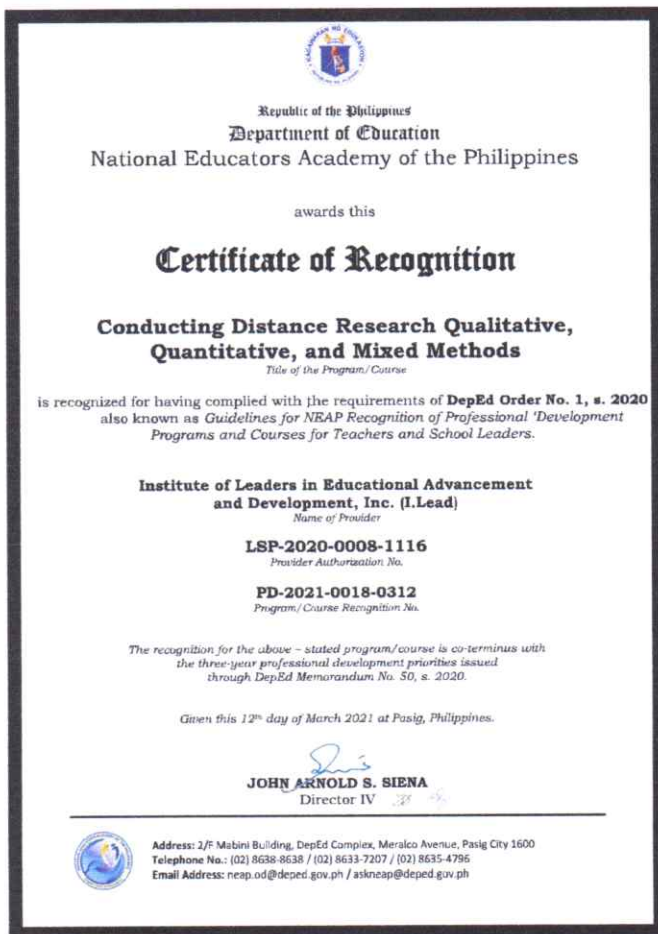 KAGAWARAN NG EDUKASYON
Republic of the Philippines
Department of Education
National Educators Academy of the Philippines
awards this
Certificate of Recognition
Conducting Distance Research Qualitative,
Quantitative, and Mixed Methods
Title of the Program/Course
is recognized for having complied with the requirements of DepEd Order No. 1, s. 2020
also known as Guidelines for NEAP Recognition of Professional 'Development
Programs and Courses for Teachers and School Leaders.
Institute of Leaders in Educational Advancement
and Development, Inc. (I.Lead)
Name of Provider
LSP-2020-0008-1116
Provider Authorization No.
PD-2021-0018-0312
Program/Course Recognition No.
The recognition for the above – stated program/course is co-terminus with
the three-year professional development priorities issued
through DepEd Memorandum No. 50, s. 2020.
Given this 12th day of March 2021 at Pasig, Philippines.
JOHN ARNOLD S. SIENA
Director IV
Address: 2/F Mabini Building, DepEd Complex, Meralco Avenue, Pasig City 1600
Telephone No.: (02) 8638-8638 / (02) 8633-7207 / (02) 8635-4796
Email Address: neap.od@deped.gov.ph / askneap@deped.gov.ph